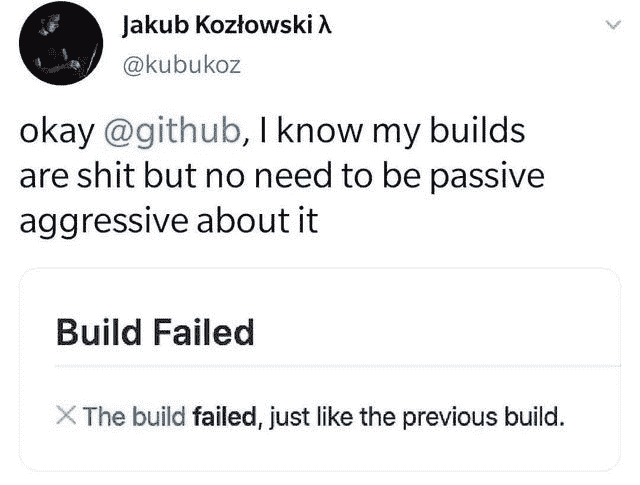 Jakub Kozłowski λ
@kubukoz
okay @github, I know my builds
are shit but no need to be passive
aggressive about it
Build Failed
The build failed, just like the previous build.